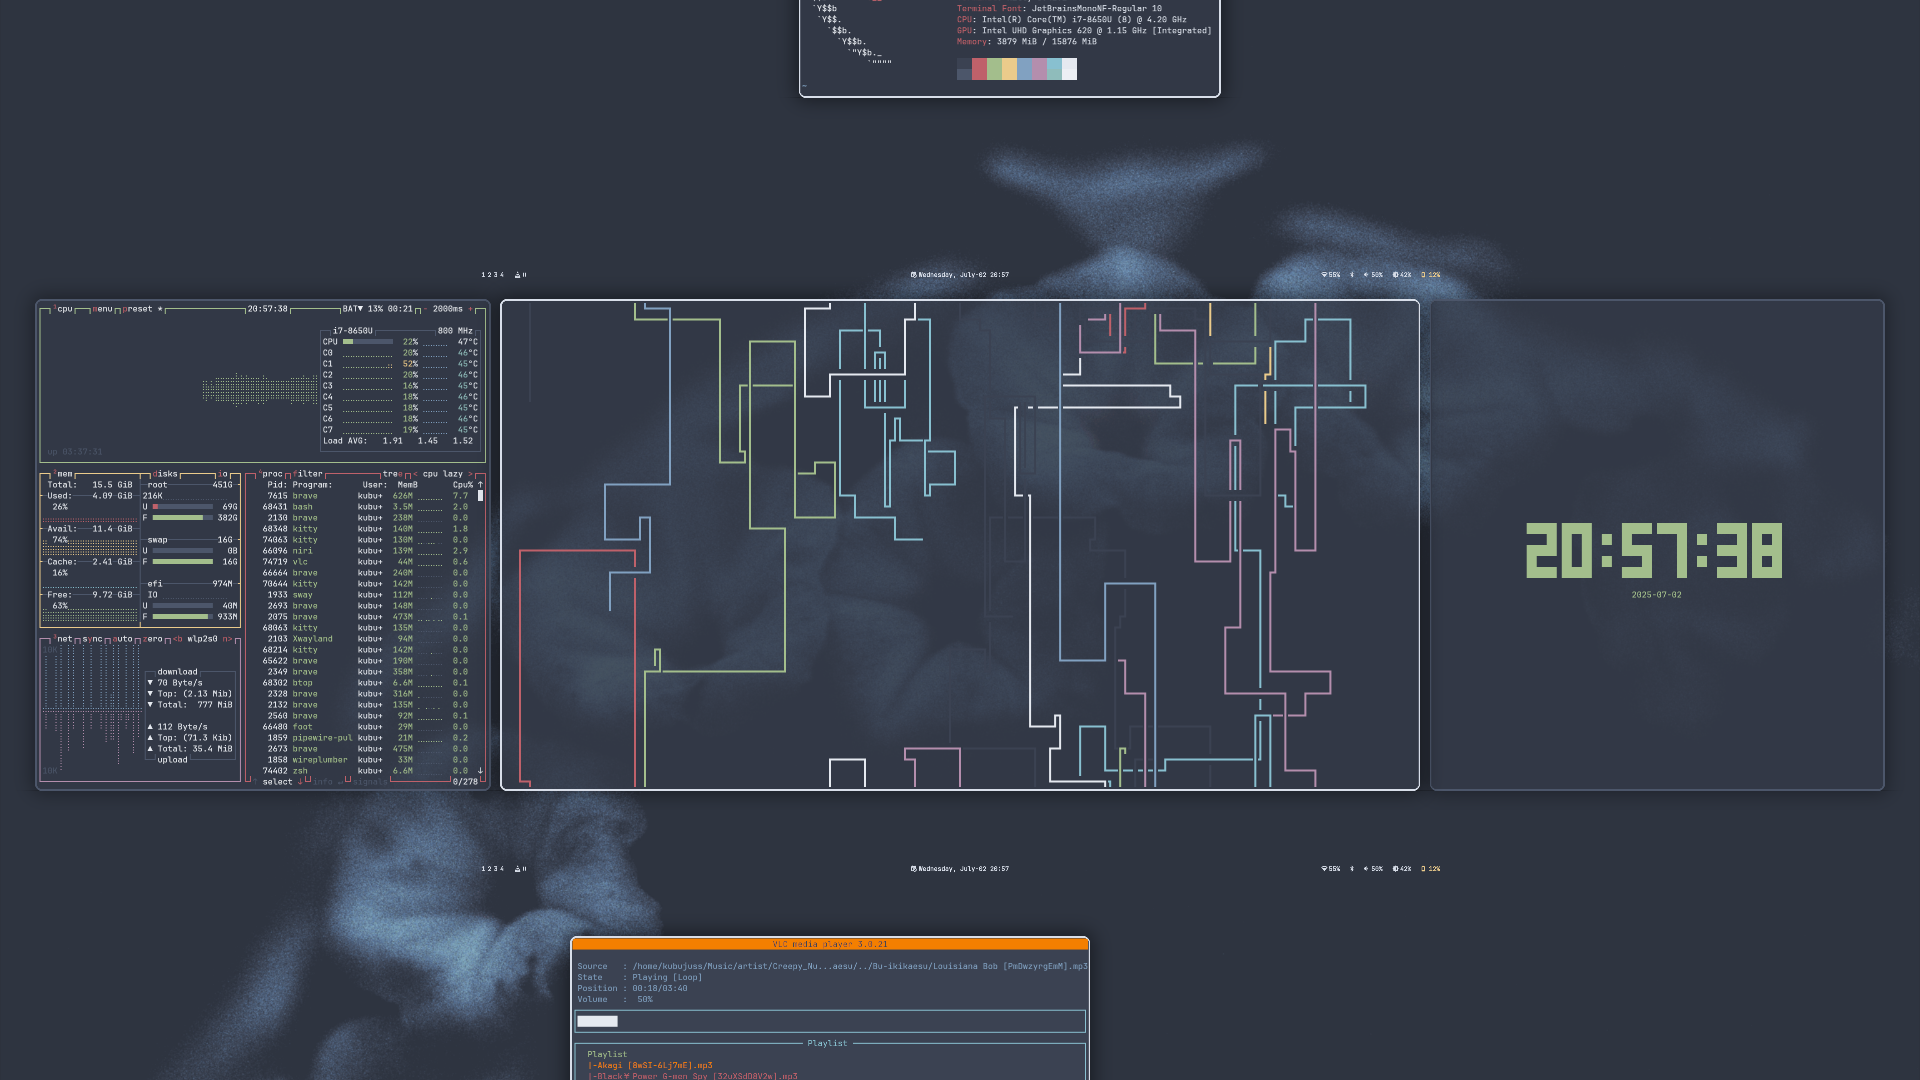 Terminal Font: JetBrainsMonoNF-Regular 10
CPU: Intel(R) Core(TM) i7-8650U (8) @ 4.20 GHz
GPU: Intel UHD Graphics 620 @ 1.15 GHz [Integrated]
Memory: 3879 MiB / 15876 MiB
1 2 3 4
Wednesday, July-02 20:57
55% 50% 42% 12%
cpu menu preset * 20:57:38 BAT▼ 13% 00:21 - 2000ms +
i7-8650U 800 MHz
CPU 22% 47°C
C0 20% 46°C
C1 52% 45°C
C2 20% 46°C
C3 16% 45°C
C4 18% 46°C
C5 18% 45°C
C6 18% 46°C
C7 19% 45°C
Load AVG: 1.91 1.45 1.52
up 03:37:31
mem disks io
Total: 15.5 GiB
Used: 4.09 GiB
26%
Avail: 11.4 GiB
74%
Cache: 2.41 GiB
16%
Free: 9.72 GiB
63%
root 451G
216K
U 69G
F 382G
swap 16G
U 0B
F 16G
efi 974M
IO
U 40M
F 933M
net sync auto zero <b wlp2s0 n>
10K
download
▼ 70 Byte/s
▼ Top: (2.13 Mib)
▼ Total: 777 MiB
▲ 112 Byte/s
▲ Top: (71.3 Kib)
▲ Total: 35.4 MiB
upload
10K
proc filter tree < cpu lazy >
Pid: Program: User: MemB Cpu% ↑
7615 brave kubu+ 626M 7.7
68431 bash kubu+ 3.5M 2.0
2130 brave kubu+ 238M 0.0
68348 kitty kubu+ 140M 1.8
74063 kitty kubu+ 130M 0.0
66096 niri kubu+ 139M 2.9
74719 vlc kubu+ 44M 0.6
66664 brave kubu+ 240M 0.0
70644 kitty kubu+ 142M 0.0
1933 sway kubu+ 112M 0.0
2693 brave kubu+ 148M 0.0
2075 brave kubu+ 473M 0.1
68063 kitty kubu+ 135M 0.0
2103 Xwayland kubu+ 94M 0.0
68214 kitty kubu+ 142M 0.0
65622 brave kubu+ 190M 0.0
2349 brave kubu+ 358M 0.0
68302 btop kubu+ 6.6M 0.1
2328 brave kubu+ 316M 0.0
2132 brave kubu+ 135M 0.0
2560 brave kubu+ 92M 0.1
66480 foot kubu+ 29M 0.0
1859 pipewire-pul kubu+ 21M 0.2
2673 brave kubu+ 475M 0.0
1858 wireplumber kubu+ 33M 0.0
74402 zsh kubu+ 6.6M 0.0 ↓
select ↓ info signals 0/278
20:57:38
2025-07-02
1 2 3 4
Wednesday, July-02 20:57
55% 50% 42% 12%
VLC media player 3.0.21
Source : /home/kubujuss/Music/artist/Creepy_Nu...aesu/../Bu-ikikaesu/Louisiana Bob [PmDwzyrgEmM].mp3
State : Playing [Loop]
Position : 00:18/03:40
Volume : 50%
Playlist
Playlist
|-Akagi [8wSI-6Lj7mE].mp3